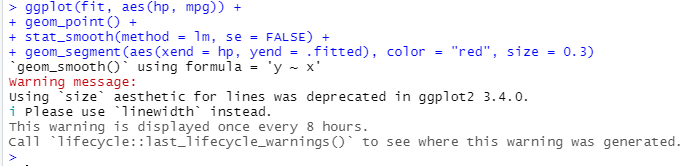 > ggplot(fit, aes(hp, mpg)) +
+ geom_point() +
+ stat_smooth(method = lm, se = FALSE) +
+ geom_segment(aes(xend = hp, yend = .fitted), color = "red", size = 0.3)
`geom_smooth()` using formula = 'y ~ x'
Warning message:
Using `size` aesthetic for lines was deprecated in ggplot2 3.4.0.
i Please use `linewidth` instead.
This warning is displayed once every 8 hours.
Call `lifecycle::last_lifecycle_warnings()` to see where this warning was generated.
>